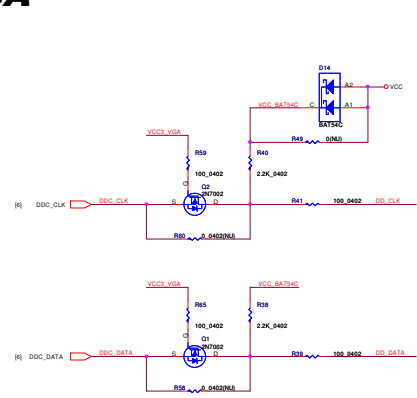 D14
A2
VCC
VCC_BAT54C
C
A1
BAT54C
VCC3_VGA
R49
0(NU)
R59
R40
100_0402
2.2K_0402
G
Q2
2N7002
[6]
DDC_CLK
DDC_CLK
S
D
R41
100_0402
DD_CLK
R60
0_0402(NU)
VCC3_VGA
VCC_BAT54C
R65
R38
100_0402
2.2K_0402
G
Q1
2N7002
[6]
DDC_DATA
DDC_DATA
S
D
R39
100_0402
DD_DATA
R58
0_0402(NU)